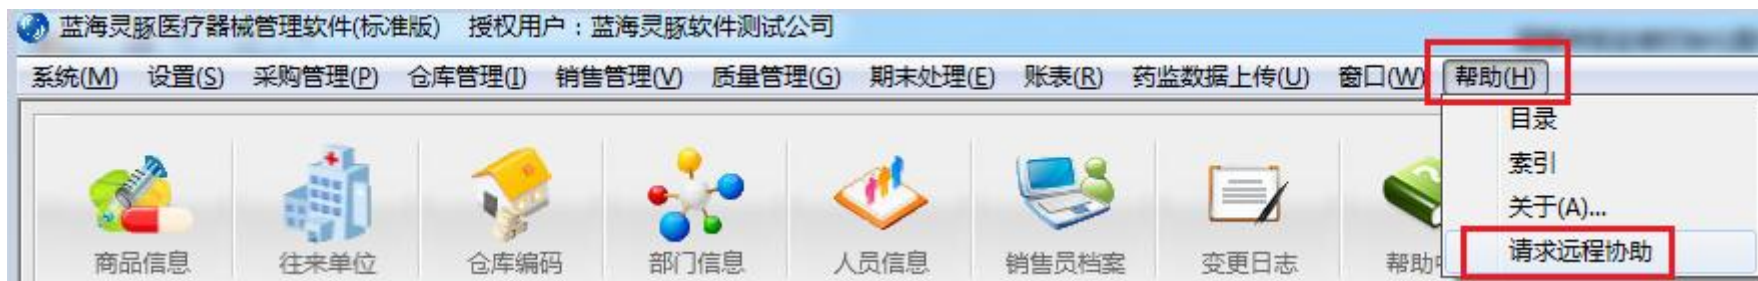 蓝海灵豚医疗器械管理软件(标准版) 授权用户：蓝海灵豚软件测试公司
系统(M) 设置(S) 采购管理(P) 仓库管理(I) 销售管理(V) 质量管理(G) 期末处理(E) 账表(R) 药监数据上传(U) 窗口(W) 帮助(H)
目录
索引
关于(A)...
请求远程协助
商品信息 往来单位 仓库编码 部门信息 人员信息 销售员档案 变更日志 帮助